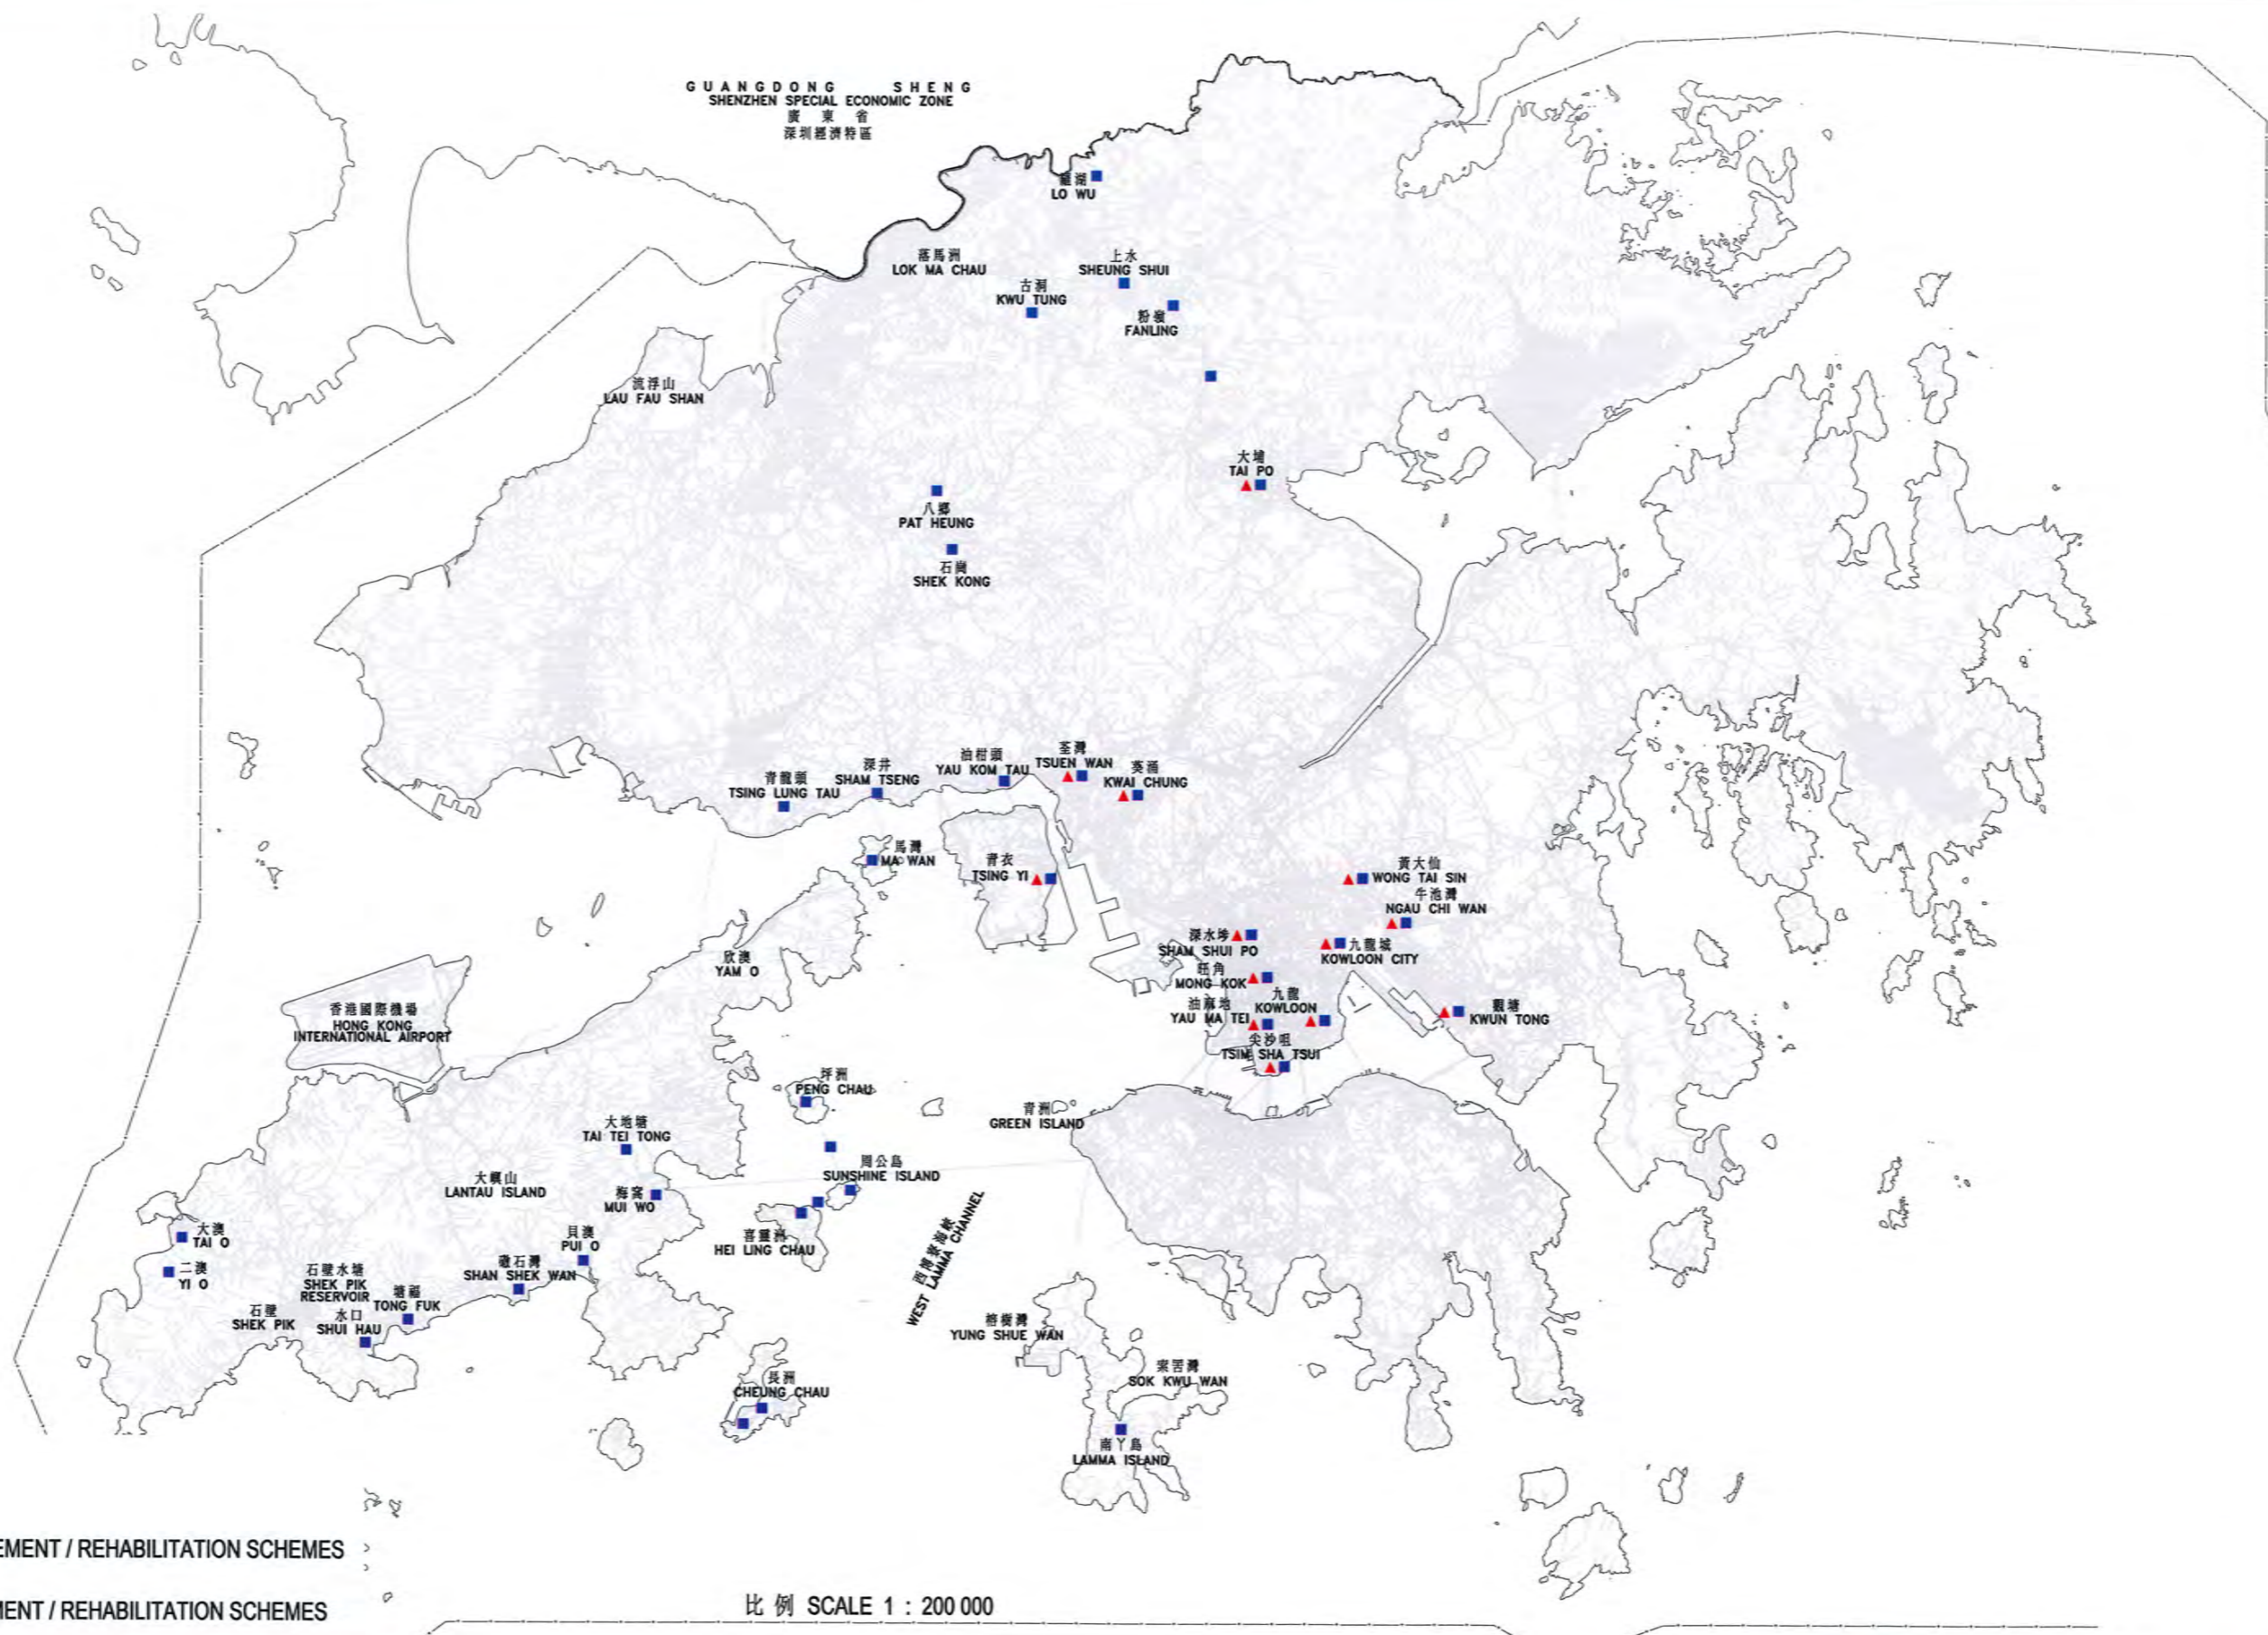 GUANGDONG SHENG
SHENZHEN SPECIAL ECONOMIC ZONE
廣東省
深圳經濟特區
羅湖
LO WU
落馬洲
LOK MA CHAU
上水
SHEUNG SHUI
古洞
KWU TUNG
粉嶺
FANLING
流浮山
LAU FAU SHAN
大埔
TAI PO
八鄉
PAT HEUNG
石崗
SHEK KONG
青龍頭
TSING LUNG TAU
深井
SHAM TSENG
油柑頭
YAU KOM TAU
荃灣
TSUEN WAN
葵涌
KWAI CHUNG
馬灣
MA WAN
青衣
TSING YI
黃大仙
WONG TAI SIN
牛池灣
NGAU CHI WAN
深水埗
SHAM SHUI PO
九龍城
KOWLOON CITY
旺角
MONG KOK
欣澳
YAM O
香港國際機場
HONG KONG
INTERNATIONAL AIRPORT
油麻地
YAU MA TEI
九龍
KOWLOON
觀塘
KWUN TONG
尖沙咀
TSIM SHA TSUI
坪洲
PENG CHAU
青洲
GREEN ISLAND
大地塘
TAI TEI TONG
周公島
SUNSHINE ISLAND
大嶼山
LANTAU ISLAND
梅窩
MUI WO
喜靈洲
HEI LING CHAU
西博寮海峽
WEST LAMMA CHANNEL
大澳
TAI O
二澳
YI O
貝澳
PUI O
礮石灣
SHAN SHEK WAN
石壁水塘
SHEK PIK
RESERVOIR
塘福
TONG FUK
石壁
SHEK PIK
水口
SHUI HAU
榕樹灣
YUNG SHUE WAN
索罟灣
SOK KWU WAN
長洲
CHEUNG CHAU
南丫島
LAMMA ISLAND
EMENT / REHABILITATION SCHEMES
MENT / REHABILITATION SCHEMES
比例 SCALE 1 : 200 000